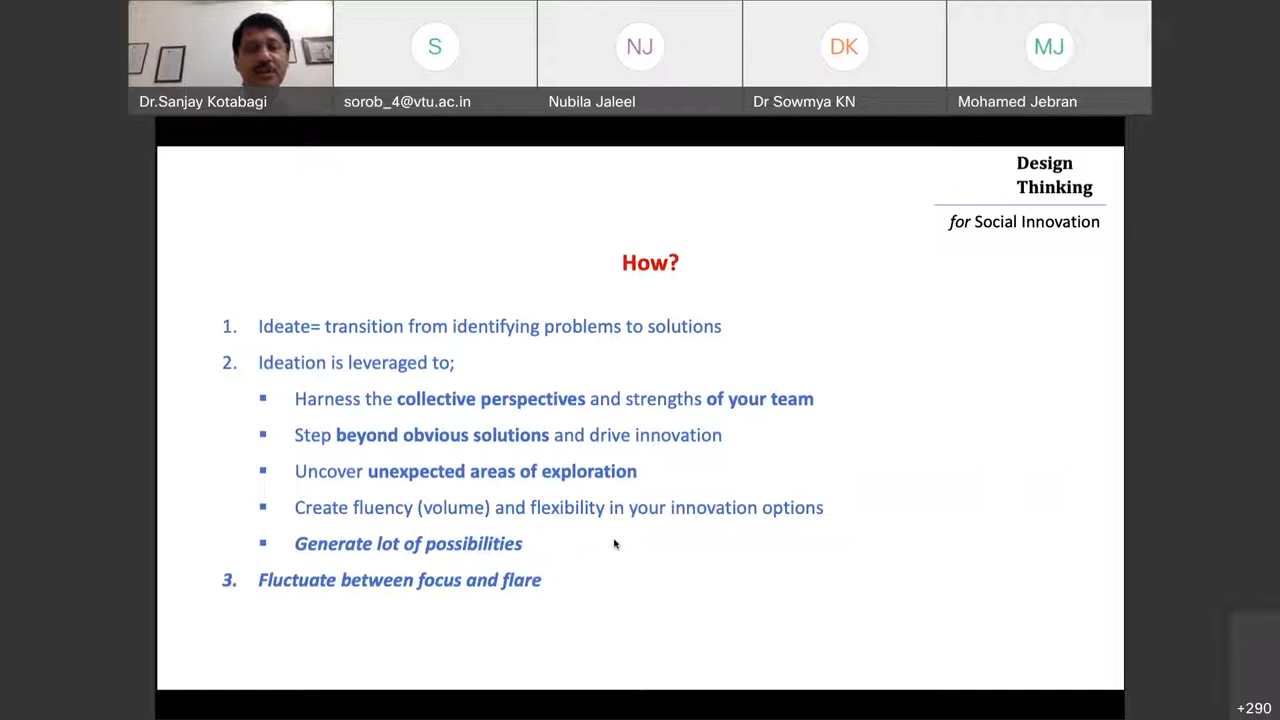 S
NJ
DK
MJ
Dr.Sanjay Kotabagi
sorob_4@vtu.ac.in
Nubila Jaleel
Dr Sowmya KN
Mohamed Jebran
Design
Thinking
for Social Innovation
How?
1. Ideate= transition from identifying problems to solutions
2. Ideation is leveraged to;
▪ Harness the collective perspectives and strengths of your team
▪ Step beyond obvious solutions and drive innovation
▪ Uncover unexpected areas of exploration
▪ Create fluency (volume) and flexibility in your innovation options
▪ Generate lot of possibilities
3. Fluctuate between focus and flare
+290